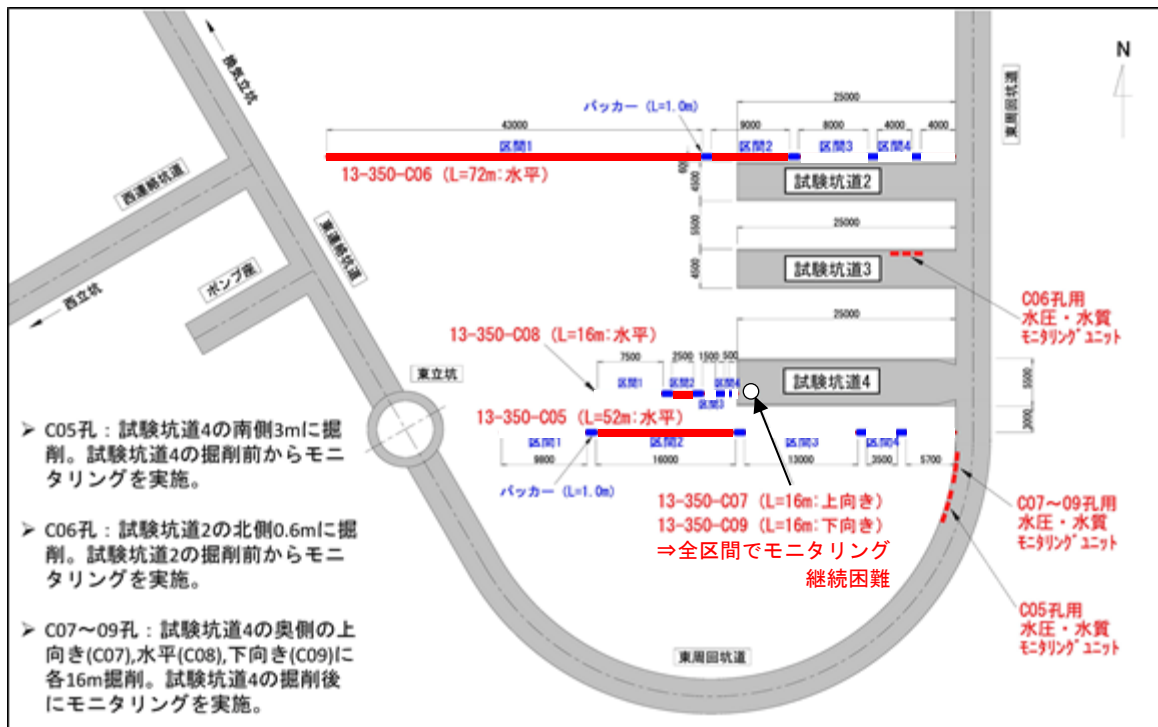 換気立坑
N
東周回坑道
25000
パッカー (L=1.0m)
43000
9000
8000
4000
4000
区間1
区間2
区間3
区間4
13-350-C06 (L=72m:水平)
600
4500
試験坑道2
西連絡坑道
東連絡坑道
5500
25000
ポンプ座
4500
試験坑道3
西立坑
C06孔用
水圧・水質
モニタリングユニット
25000
13-350-C08 (L=16m:水平)
7500
2500
1500
500
区間1
区間2
区間4
区間3
試験坑道4
5500
東立坑
13-350-C05 (L=52m:水平)
3000
区間1
区間2
区間3
区間4
9800
16000
13000
3500
5700
パッカー (L=1.0m)
13-350-C07 (L=16m:上向き)
13-350-C09 (L=16m:下向き)
⇒全区間でモニタリング
継続困難
C07～09孔用
水圧・水質
モニタリングユニット
C05孔用
水圧・水質
モニタリングユニット
東周回坑道
➢ C05孔：試験坑道4の南側3mに掘
削。試験坑道4の掘削前からモニ
タリングを実施。
➢ C06孔：試験坑道2の北側0.6mに掘
削。試験坑道2の掘削前からモニ
タリングを実施。
➢ C07～09孔：試験坑道4の奥側の上
向き(C07),水平(C08),下向き(C09)に
各16m掘削。試験坑道4の掘削後
にモニタリングを実施。